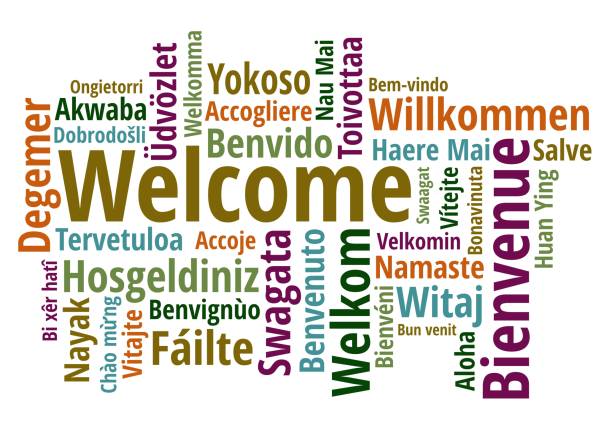 Ongietorri
Akwaba
Dobrodošli
Degemer
Üdvözlet
Welkomma
Yokoso
Accogliere
Benvido
Nau Mai
Toivottaa
Bem-vindo
Willkommen
Haere Mai
Salve
Welcome
Swaagat
Vítejte
Bonavinuta
Bienvenue
Huan Ying
Tervetuloa
Accoje
Velkomin
Namaste
Hosgeldiniz
Swagata
Benvenuto
Welkom
Bienvéni
Witaj
Bun venit
Aloha
Bi xêr hatî
Nayak
Chào mừng
Vitajte
Benvignùo
Fáilte